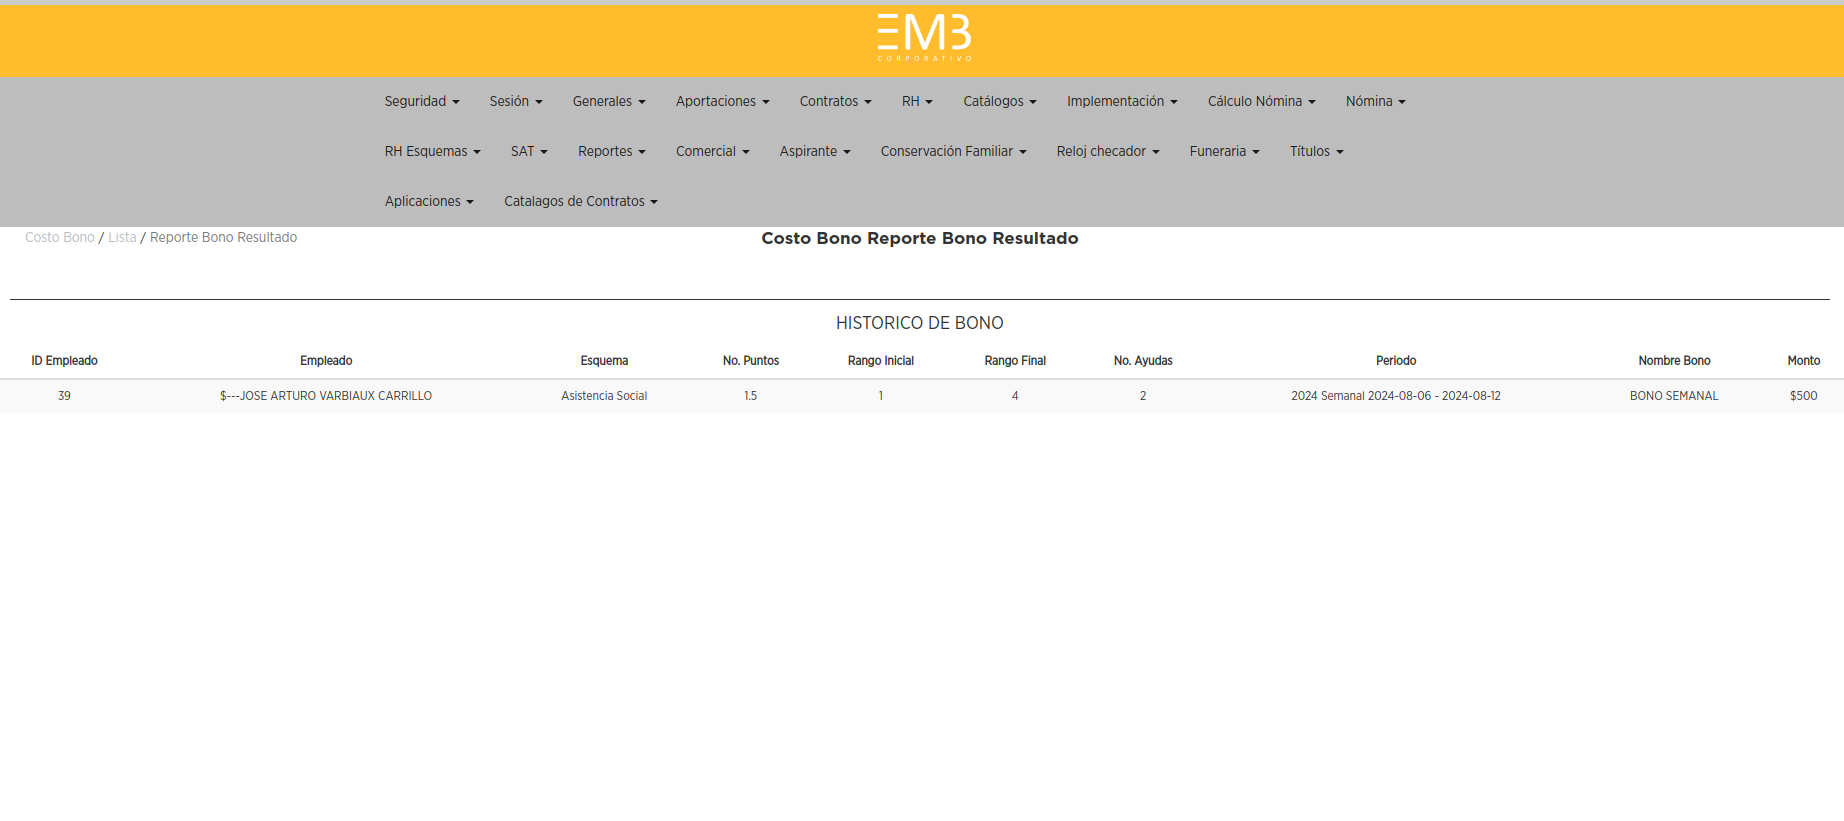 EMB
CORPORATIVO
Seguridad Sesión Generales Aportaciones Contratos RH Catálogos Implementación Cálculo Nómina Nómina
RH Esquemas SAT Reportes Comercial Aspirante Conservación Familiar Reloj checador Funeraria Títulos
Aplicaciones Catalagos de Contratos
Costo Bono / Lista / Reporte Bono Resultado
Costo Bono Reporte Bono Resultado
HISTORICO DE BONO
ID Empleado Empleado Esquema No. Puntos Rango Inicial Rango Final No. Ayudas Periodo Nombre Bono Monto
39 $---JOSE ARTURO VARBIAUX CARRILLO Asistencia Social 1.5 1 4 2 2024 Semanal 2024-08-06 - 2024-08-12 BONO SEMANAL $500